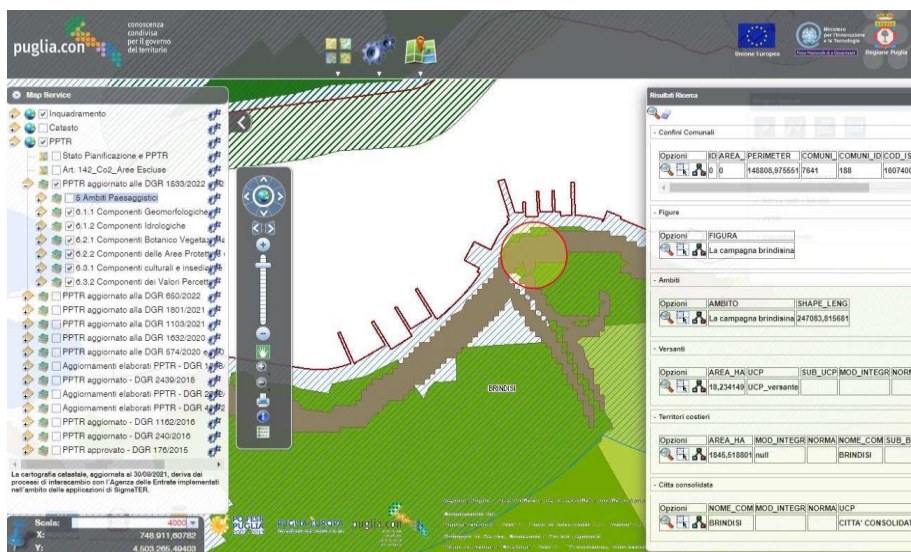 puglia.con
conoscenza
condivisa
per il governo
del territorio
Unione Europea
Ministero
per l'Innovazione
e le Tecnologie
Regione Puglia
Map Service
Inquadramento
Catasto
PPTR
Stato Pianificazione e PPTR
Art. 142_Co2_Aree Escluse
PPTR aggiornato alle DGR 1533/2022
5 Ambiti Paesaggistici
6.1.1 Componenti Geomorfologiche
6.1.2 Componenti Idrologiche
6.2.1 Componenti Botanico Vegeta
6.2.2 Componenti delle Aree Protett
6.3.1 Componenti culturali e insedia
6.3.2 Componenti dei Valori Percett
PPTR aggiornato alla DGR 650/2022
PPTR aggiornato alla DGR 1801/2021
PPTR aggiornato alla DGR 1103/2021
PPTR aggiornato alla DGR 1632/2020
PPTR aggiornato alle DGR 574/2020 e
Aggiornamenti elaborati PPTR - DGR
PPTR aggiornato - DGR 2439/2018
Aggiornamenti elaborati PPTR - DGR
Aggiornamenti elaborati PPTR - DGR
PPTR aggiornato - DGR 1162/2016
PPTR aggiornato - DGR 240/2016
PPTR approvato - DGR 176/2015
La cartografia catastale, aggiornata al 30/09/2021, deriva dai
processi di interscambio con l'Agenzia delle Entrate implementati
nell'ambito delle applicazioni di SigmaTER.
Scala: 4000
X: 748.911,60782
Y: 4.503.265,49403
BRINDISI
Risultati Ricerca
- Confini Comunali
Opzioni ID AREA_ PERIMETER COMUNI_ COMUNI_ID COD_IS
0 0 148808,975551 7641 188 1607400
- Figure
Opzioni FIGURA
La campagna brindisina
- Ambiti
Opzioni AMBITO SHAPE_LENG
La campagna brindisina 247083,815681
- Versanti
Opzioni AREA_HA UCP SUB_UCP MOD_INTEGR NORM
18,234149 UCP_versante
- Territori costieri
Opzioni AREA_HA MOD_INTEGR NORMA NOME_COM SUB_B
1845,518801 null BRINDISI
- Citta consolidata
Opzioni NOME_COM MOD_INTEGR NORMA UCP
BRINDISI CITTA' CONSOLIDAT